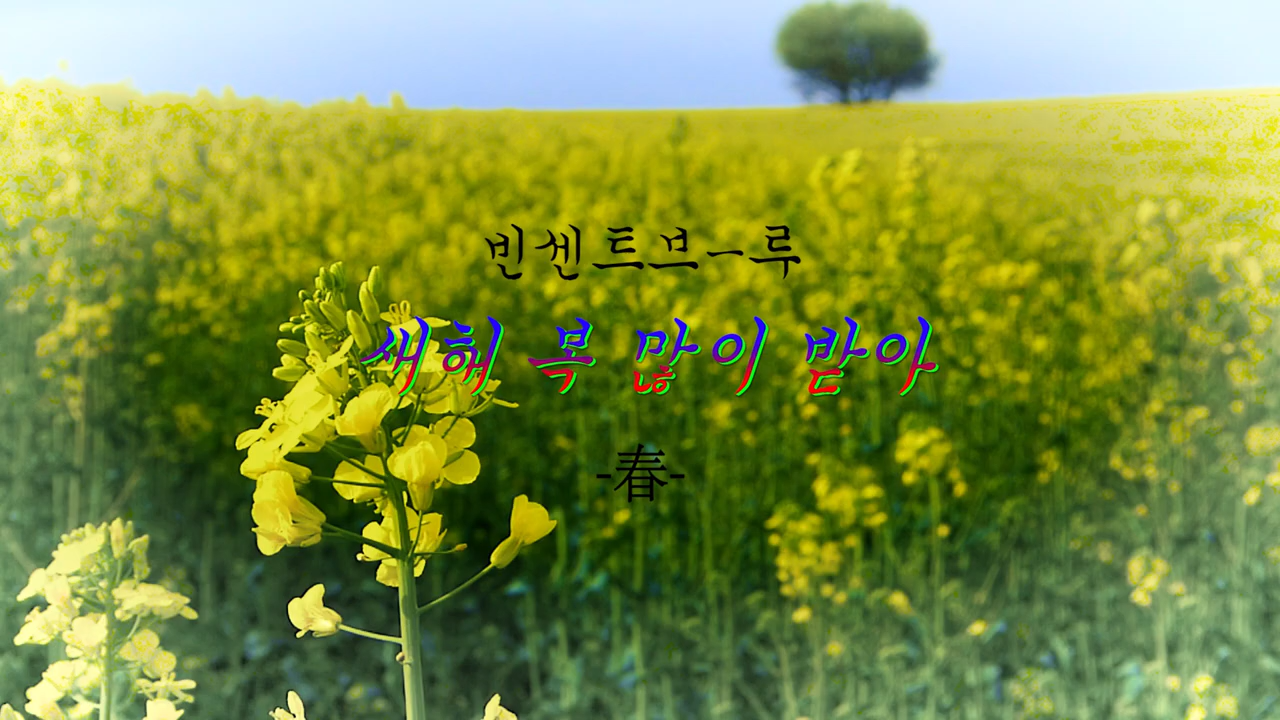 빈센트브ㅡ루
새해 복 많이 받아
-春-